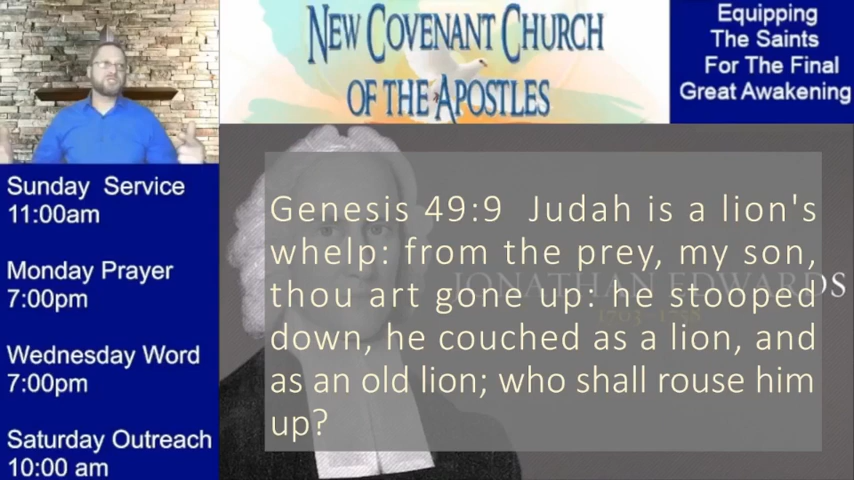 NEW COVENANT CHURCH
OF THE APOSTLES
Equipping
The Saints
For The Final
Great Awakening
Sunday Service
11:00am
Monday Prayer
7:00pm
Wednesday Word
7:00pm
Saturday Outreach
10:00 am
Genesis 49:9 Judah is a lion's
whelp: from the prey, my son,
thou art gone up: he stooped
down, he couched as a lion, and
as an old lion; who shall rouse him
up?
JONATHAN EDWARDS
1703-1758